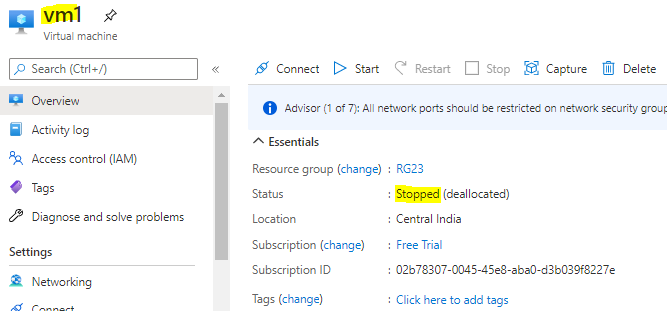 vm1
Virtual machine
Search (Ctrl+/)
«
Overview
Activity log
Access control (IAM)
Tags
Diagnose and solve problems
Settings
Networking
Connect
Connect Start Restart Stop Capture Delete
Advisor (1 of 7): All network ports should be restricted on network security group
Essentials
Resource group (change) : RG23
Status : Stopped (deallocated)
Location : Central India
Subscription (change) : Free Trial
Subscription ID : 02b78307-0045-45e8-aba0-d3b039f8227e
Tags (change) : Click here to add tags